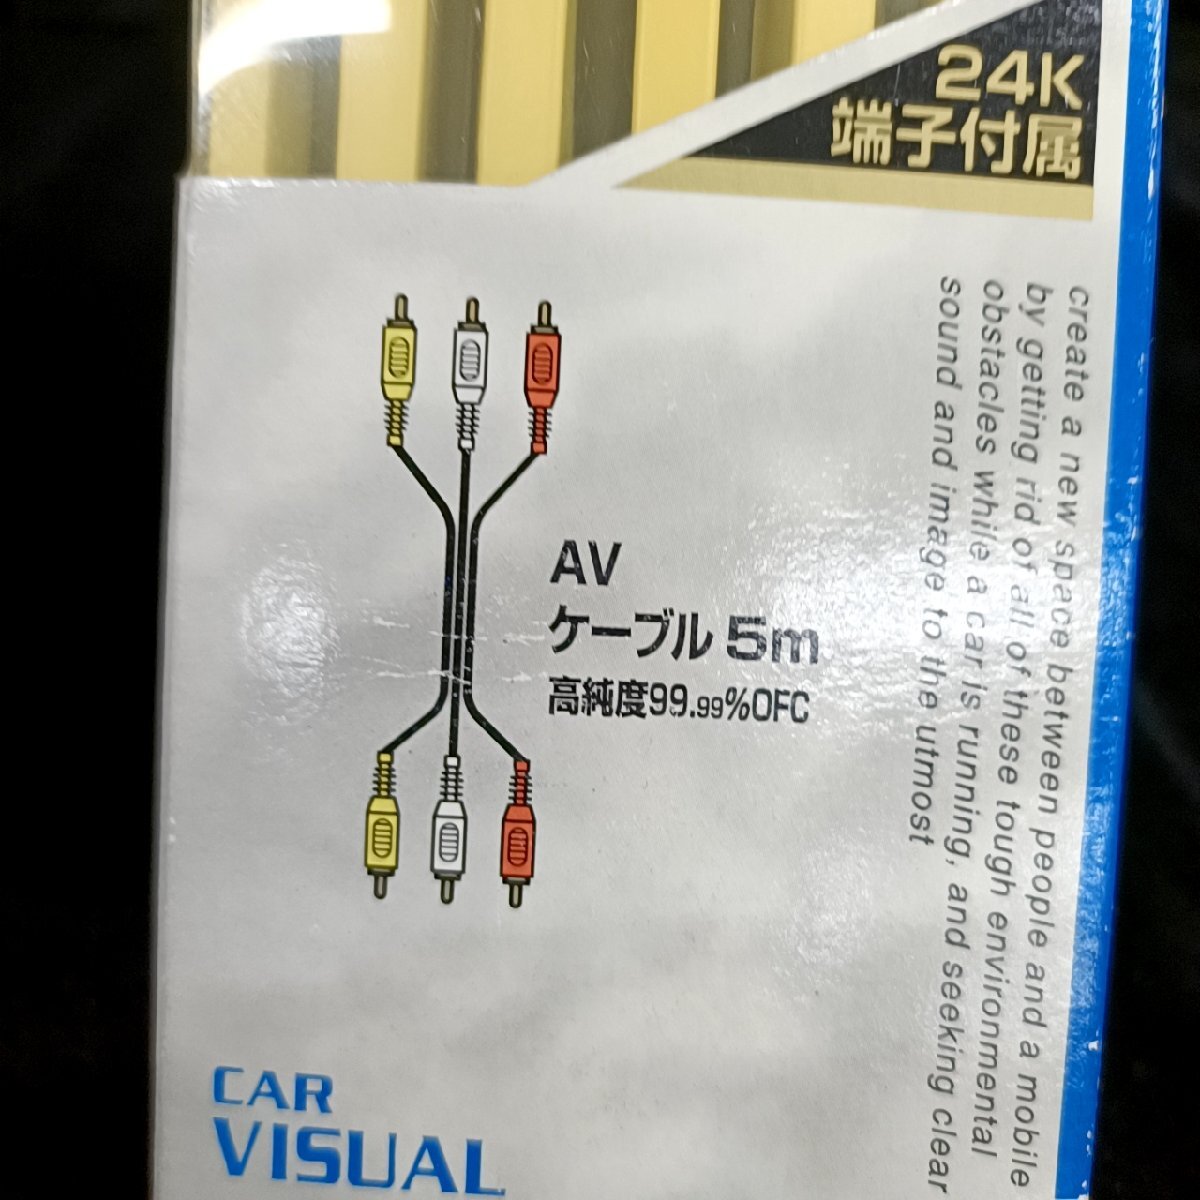 24K
端子付属
create a new space between people and a mobile
by getting rid of all of these tough environmental
obstacles while a car is running, and seeking clear
sound and image to the utmost
AV
ケーブル 5m
高純度99.99%OFC
CAR
VISUAL